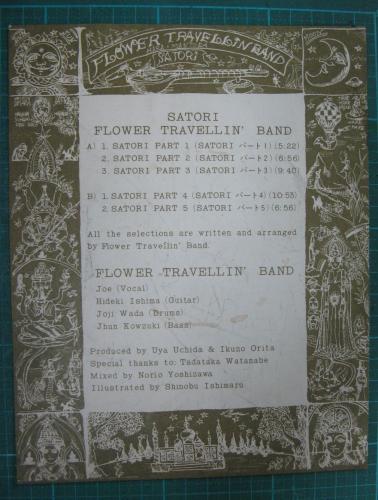 FLOWER TRAVELLIN BAND
SATORI
SATORI
FLOWER TRAVELLIN' BAND
A) 1. SATORI PART 1 (SATORI パート1) (5:22)
2. SATORI PART 2 (SATORI パート2) (6:56)
3. SATORI PART 3 (SATORI パート3) (9:40)
B) 1. SATORI PART 4 (SATORI パート4) (10:53)
2. SATORI PART 5 (SATORI パート5) (6:56)
All the selections are written and arranged
by Flower Travellin' Band.
FLOWER TRAVELLIN' BAND
Joe (Vocal)
Hideki Ishima (Guitar)
Joji Wada (Drums)
Jhun Kowzuki (Bass)
Produced by Uya Uchida & Ikuzo Orita
Special thanks to: Tadataka Watanabe
Mixed by Norio Yoshizawa
Illustrated by Shinobu Ishimaru